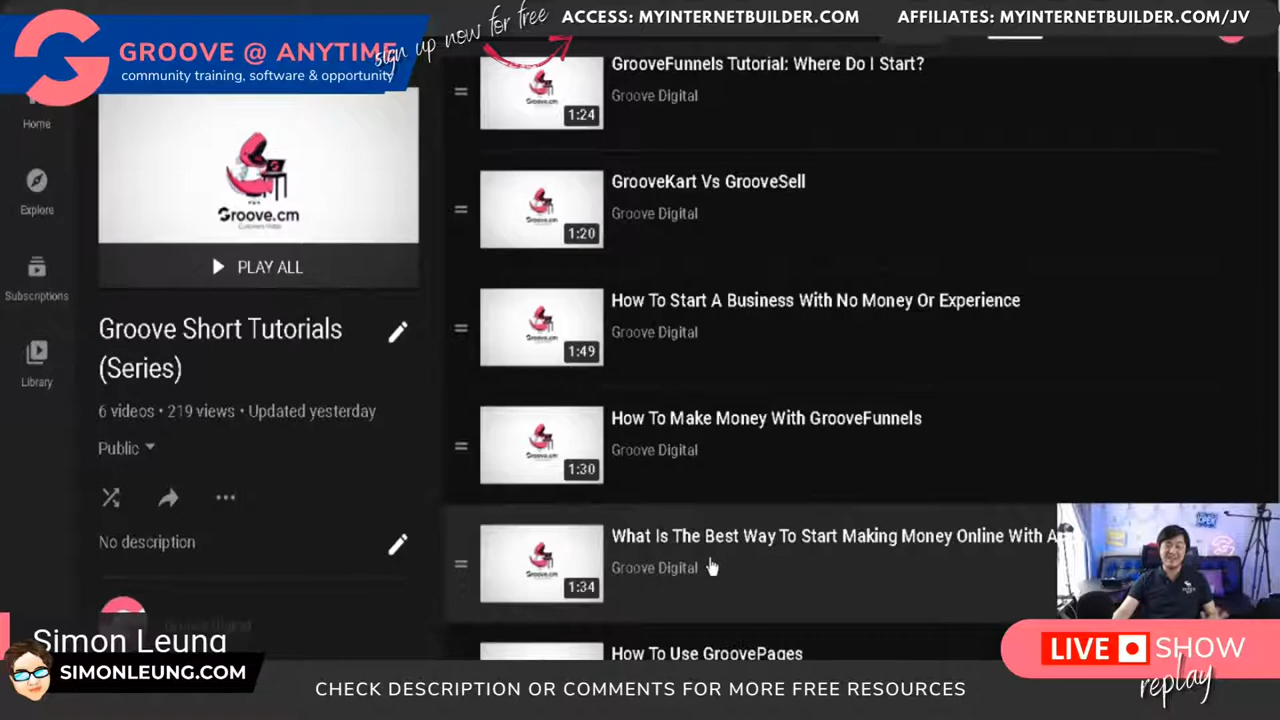 ACCESS: MYINTERNETBUILDER.COM
AFFILIATES: MYINTERNETBUILDER.COM/JV
sign up now for free
GROOVE @ ANYTIME
community training, software & opportunity
Home
Explore
Subscriptions
Library
Groove.cm
PLAY ALL
Groove Short Tutorials
(Series)
6 videos • 219 views • Updated yesterday
Public
No description
Groove Digital
GrooveFunnels Tutorial: Where Do I Start?
Groove Digital
1:24
GrooveKart Vs GrooveSell
Groove Digital
1:20
How To Start A Business With No Money Or Experience
Groove Digital
1:49
How To Make Money With GrooveFunnels
Groove Digital
1:30
What Is The Best Way To Start Making Money Online With
Groove Digital
1:34
How To Use GroovePages
OPEN
Simon Leung
SIMONLEUNG.COM
LIVE SHOW
replay
CHECK DESCRIPTION OR COMMENTS FOR MORE FREE RESOURCES